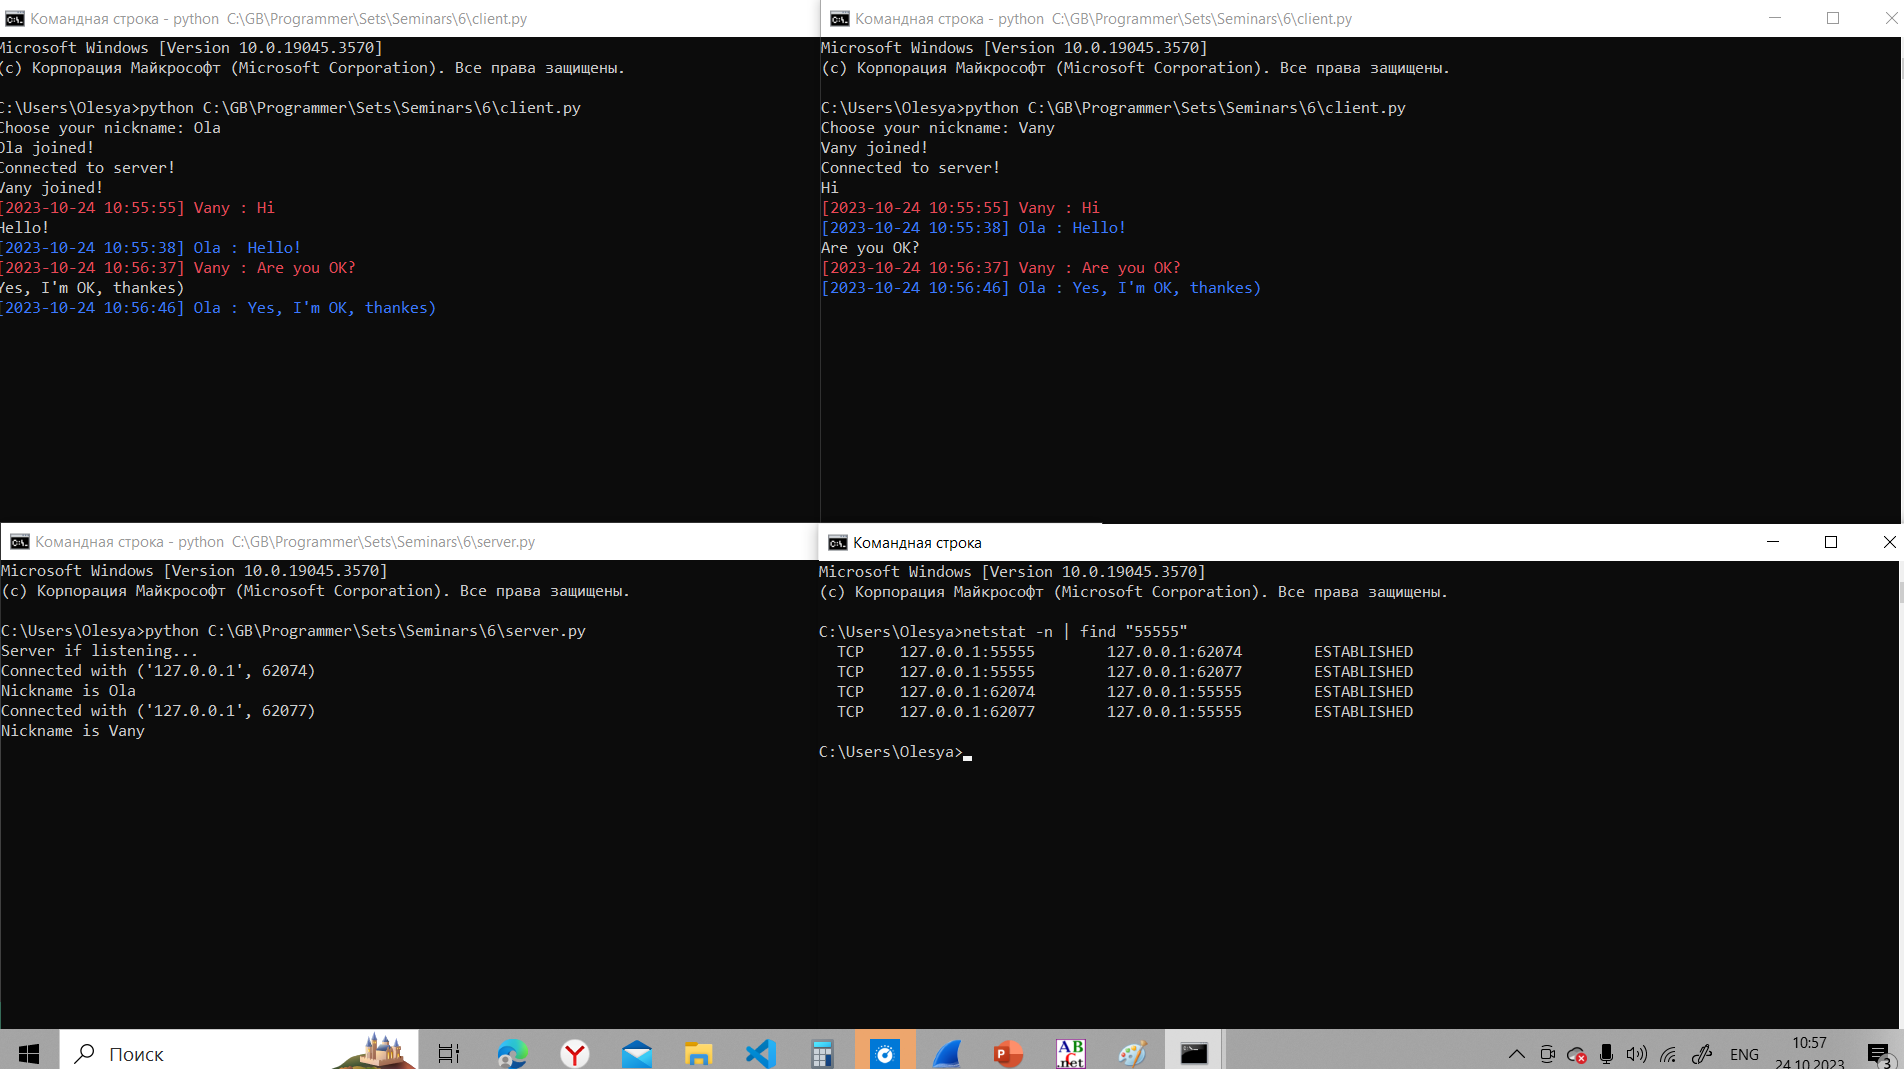 Командная строка - python  C:\GB\Programmer\Sets\Seminars\6\client.py
Microsoft Windows [Version 10.0.19045.3570]
(c) Корпорация Майкрософт (Microsoft Corporation). Все права защищены.
C:\Users\Olesya>python C:\GB\Programmer\Sets\Seminars\6\client.py
Choose your nickname: Ola
Ola joined!
Connected to server!
Vany joined!
[2023-10-24 10:55:55] Vany : Hi
Hello!
[2023-10-24 10:55:38] Ola : Hello!
[2023-10-24 10:56:37] Vany : Are you OK?
Yes, I'm OK, thankes)
[2023-10-24 10:56:46] Ola : Yes, I'm OK, thankes)
Командная строка - python  C:\GB\Programmer\Sets\Seminars\6\client.py
Microsoft Windows [Version 10.0.19045.3570]
(c) Корпорация Майкрософт (Microsoft Corporation). Все права защищены.
C:\Users\Olesya>python C:\GB\Programmer\Sets\Seminars\6\client.py
Choose your nickname: Vany
Vany joined!
Connected to server!
Hi
[2023-10-24 10:55:55] Vany : Hi
[2023-10-24 10:55:38] Ola : Hello!
Are you OK?
[2023-10-24 10:56:37] Vany : Are you OK?
[2023-10-24 10:56:46] Ola : Yes, I'm OK, thankes)
Командная строка - python  C:\GB\Programmer\Sets\Seminars\6\server.py
Microsoft Windows [Version 10.0.19045.3570]
(c) Корпорация Майкрософт (Microsoft Corporation). Все права защищены.
C:\Users\Olesya>python C:\GB\Programmer\Sets\Seminars\6\server.py
Server if listening...
Connected with ('127.0.0.1', 62074)
Nickname is Ola
Connected with ('127.0.0.1', 62077)
Nickname is Vany
Командная строка
Microsoft Windows [Version 10.0.19045.3570]
(c) Корпорация Майкрософт (Microsoft Corporation). Все права защищены.
C:\Users\Olesya>netstat -n | find "55555"
TCP    127.0.0.1:55555        127.0.0.1:62074        ESTABLISHED
TCP    127.0.0.1:55555        127.0.0.1:62077        ESTABLISHED
TCP    127.0.0.1:62074        127.0.0.1:55555        ESTABLISHED
TCP    127.0.0.1:62077        127.0.0.1:55555        ESTABLISHED
C:\Users\Olesya>
Поиск
ABC.net
ENG
10:57
24.10.2023
3